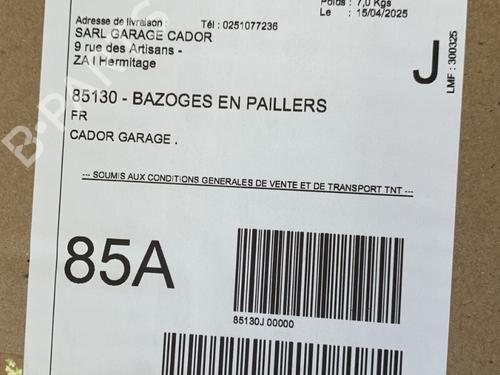 Poids : 7,0 Kgs
Adresse de livraison : Tél : 0251077236
Le : 15/04/2025
SARL GARAGE CADOR
9 rue des Artisans -
ZA l Hermitage
J
LMF : 300325
85130 - BAZOGES EN PAILLERS
FR
CADOR GARAGE .
--- SOUMIS AUX CONDITIONS GENERALES DE VENTE ET DE TRANSPORT TNT ---
85A
85130J 00000
B-PARTS